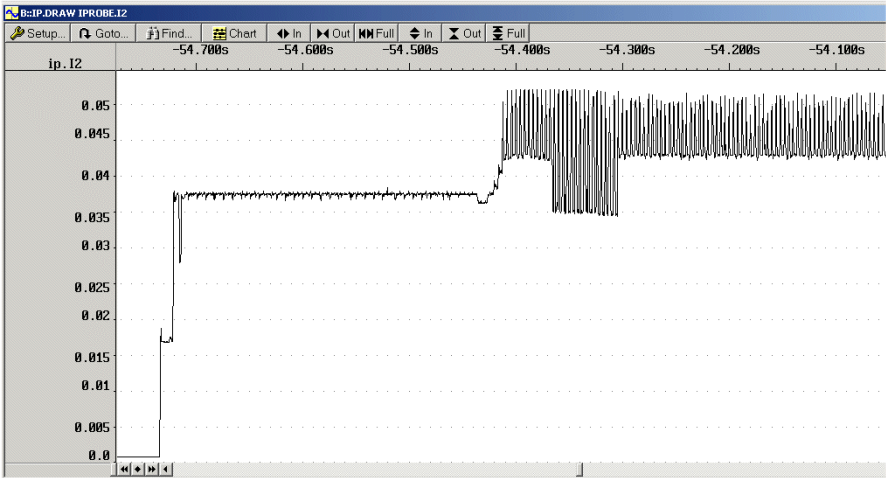 B::IP.DRAW IPROBE.I2
Setup... Goto... Find... Chart In Out Full In Out Full
-54.700s -54.600s -54.500s -54.400s -54.300s -54.200s -54.100s
ip.I2
0.05
0.045
0.04
0.035
0.03
0.025
0.02
0.015
0.01
0.005
0.0